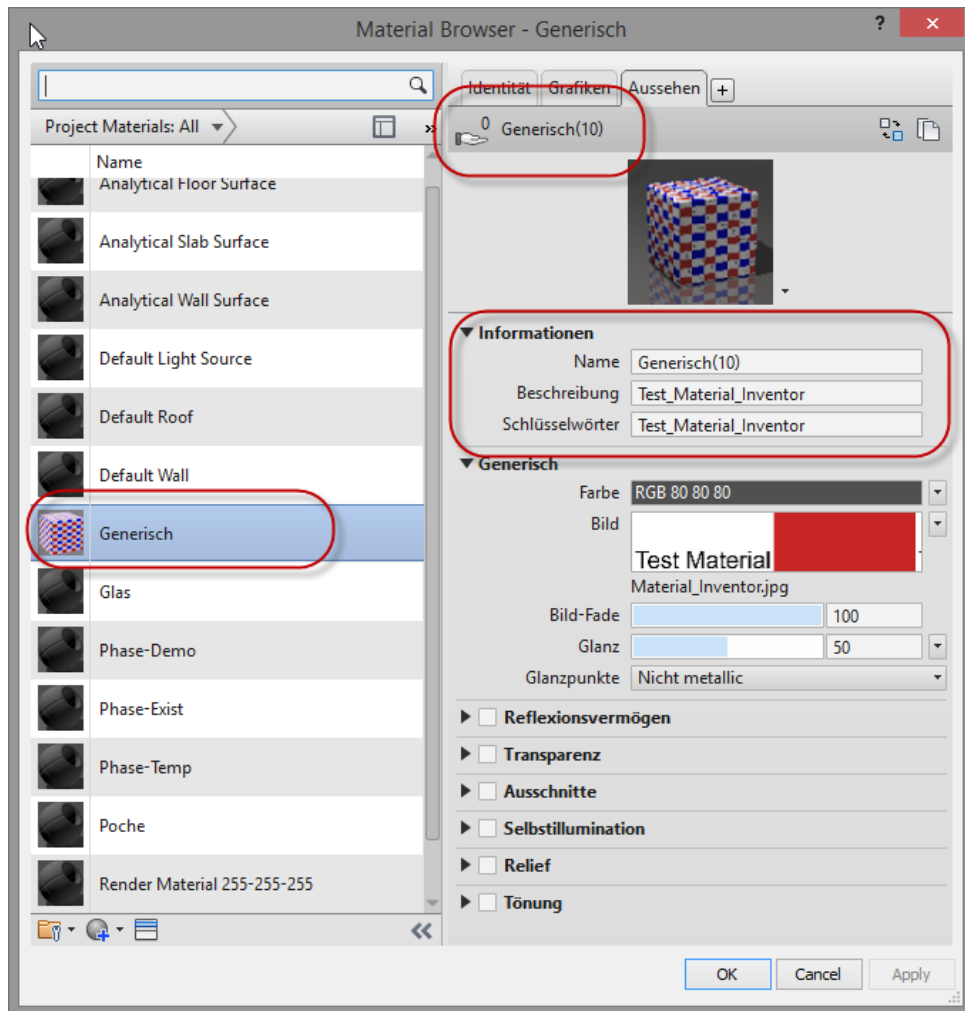 Material Browser - Generisch
?
Identität Grafiken Aussehen
Project Materials: All
0 Generisch(10)
Name
Analytical Floor Surface
Analytical Slab Surface
Analytical Wall Surface
Default Light Source
Default Roof
Default Wall
Generisch
Glas
Phase-Demo
Phase-Exist
Phase-Temp
Poche
Render Material 255-255-255
Informationen
Name Generisch(10)
Beschreibung Test_Material_Inventor
Schlüsselwörter Test_Material_Inventor
Generisch
Farbe RGB 80 80 80
Bild
Test Material
Material_Inventor.jpg
Bild-Fade 100
Glanz 50
Glanzpunkte Nicht metallic
Reflexionsvermögen
Transparenz
Ausschnitte
Selbstillumination
Relief
Tönung
OK Cancel Apply